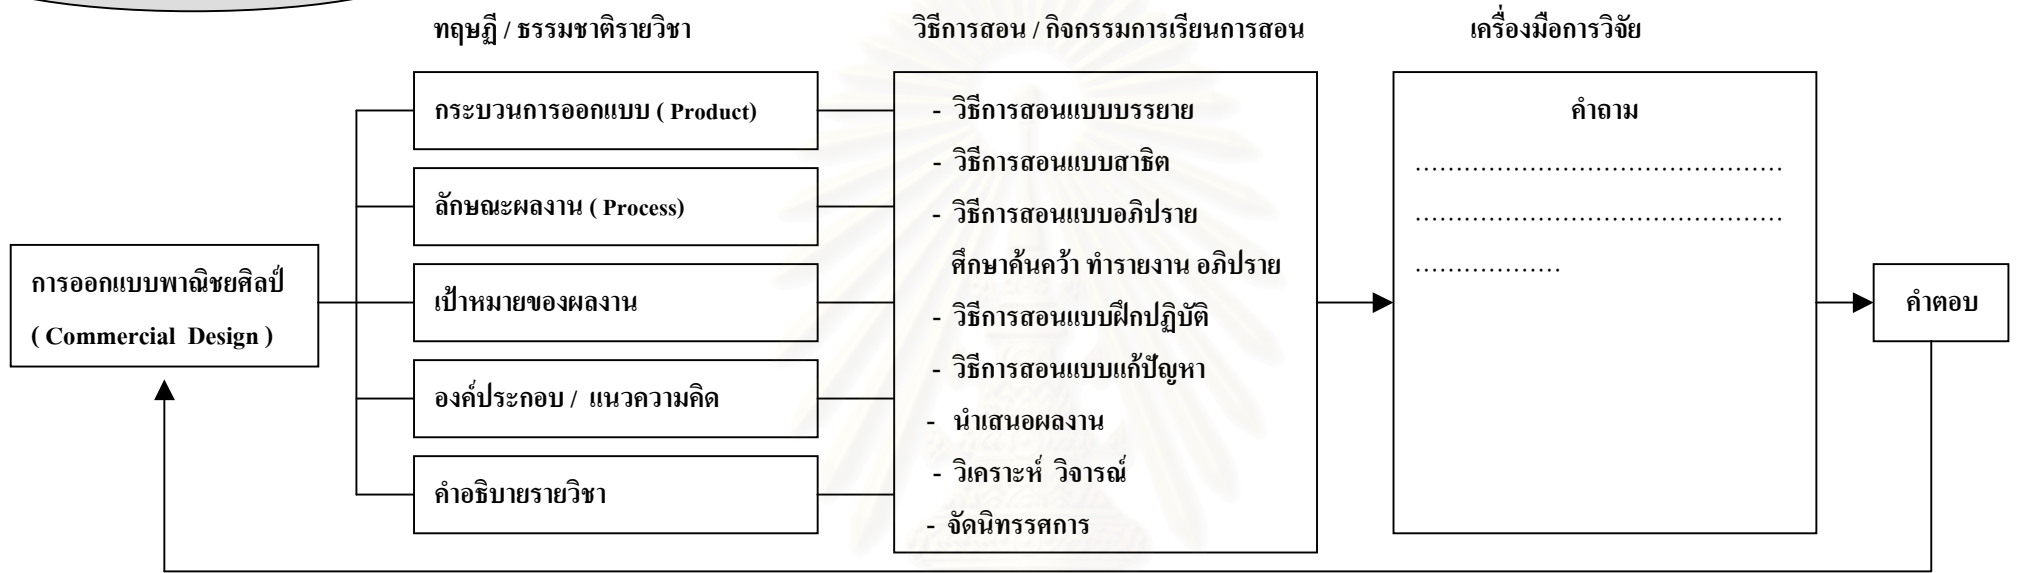 ทฤษฎี / ธรรมชาติรายวิชา
วิธีการสอน / กิจกรรมการเรียนการสอน
เครื่องมือการวิจัย
การออกแบบพาณิชยศิลป์
( Commercial Design )
กระบวนการออกแบบ ( Product)
ลักษณะผลงาน ( Process)
เป้าหมายของผลงาน
องค์ประกอบ / แนวความคิด
คำอธิบายรายวิชา
- วิธีการสอนแบบบรรยาย
- วิธีการสอนแบบสาธิต
- วิธีการสอนแบบอภิปราย
ศึกษาค้นคว้า ทำรายงาน อภิปราย
- วิธีการสอนแบบฝึกปฏิบัติ
- วิธีการสอนแบบแก้ปัญหา
- นำเสนอผลงาน
- วิเคราะห์ วิจารณ์
- จัดนิทรรศการ
คำถาม
………………………………………
………………………………………
………………
คำตอบ